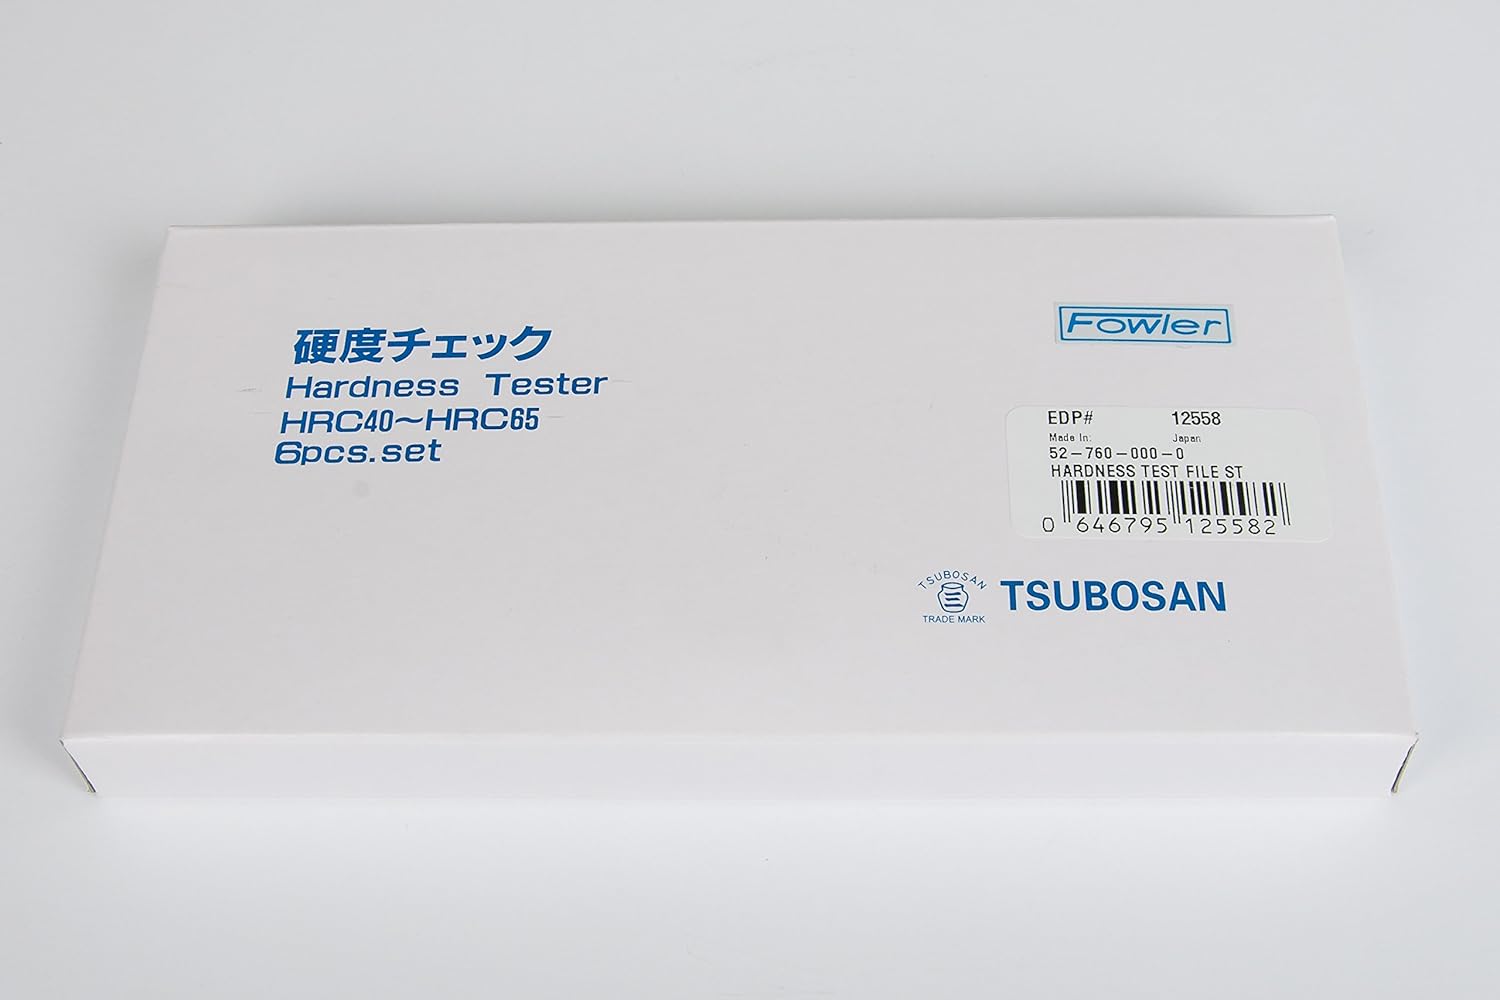 硬度チェック
Hardness Tester
HRC40～HRC65
6pcs.set
Fowler
EDP# 12558
Made In: Japan
52-760-000-0
HARDNESS TEST FILE ST
0 646795 125582
TSUBOSAN
TRADE MARK
TSUBOSAN